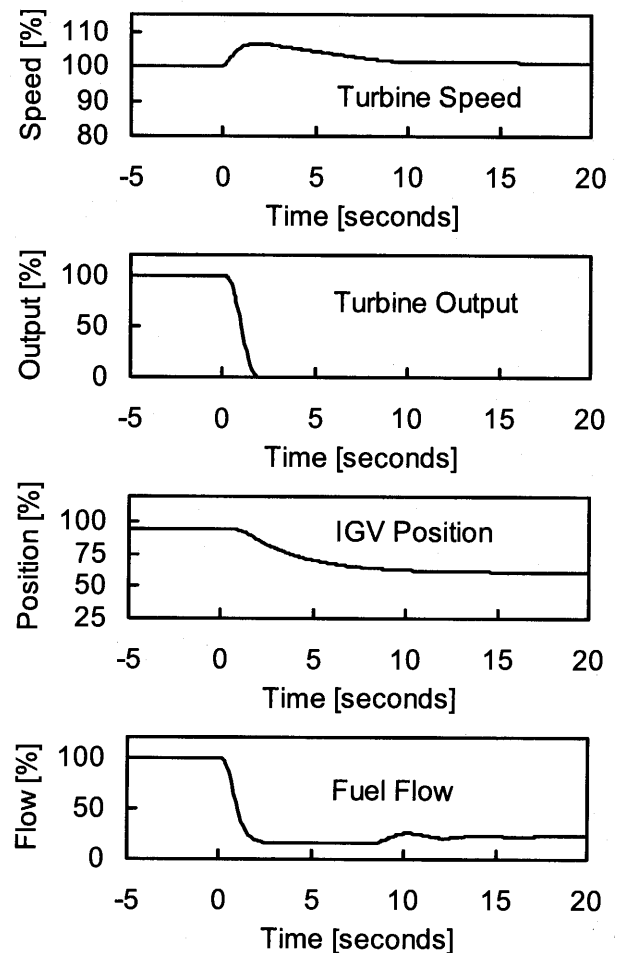 Speed [%]
110
100
90
80
Turbine Speed
-5 0 5 10 15 20
Time [seconds]
Output [%]
100
50
0
Turbine Output
-5 0 5 10 15 20
Time [seconds]
Position [%]
100
75
50
25
IGV Position
-5 0 5 10 15 20
Time [seconds]
Flow [%]
100
50
0
Fuel Flow
-5 0 5 10 15 20
Time [seconds]